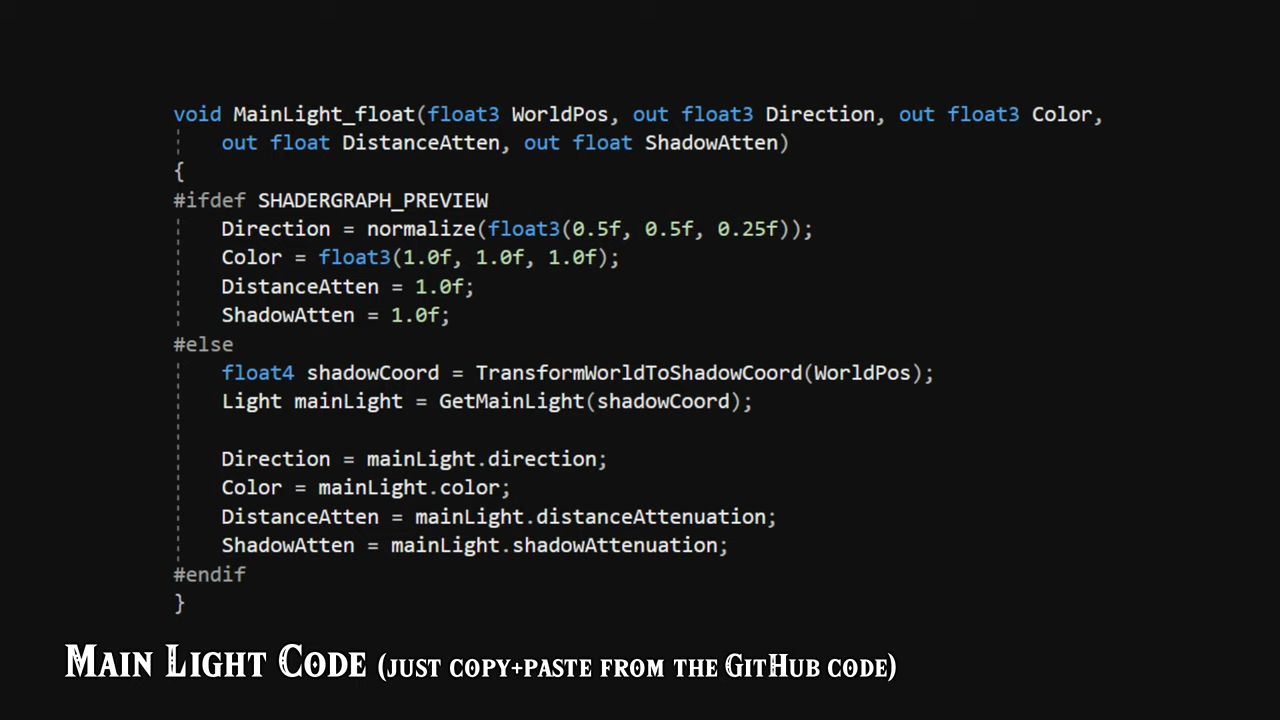 void MainLight_float(float3 WorldPos, out float3 Direction, out float3 Color,
    out float DistanceAtten, out float ShadowAtten)
{
#ifdef SHADERGRAPH_PREVIEW
    Direction = normalize(float3(0.5f, 0.5f, 0.25f));
    Color = float3(1.0f, 1.0f, 1.0f);
    DistanceAtten = 1.0f;
    ShadowAtten = 1.0f;
#else
    float4 shadowCoord = TransformWorldToShadowCoord(WorldPos);
    Light mainLight = GetMainLight(shadowCoord);

    Direction = mainLight.direction;
    Color = mainLight.color;
    DistanceAtten = mainLight.distanceAttenuation;
    ShadowAtten = mainLight.shadowAttenuation;
#endif
}
Main Light Code (just copy+paste from the GitHub code)